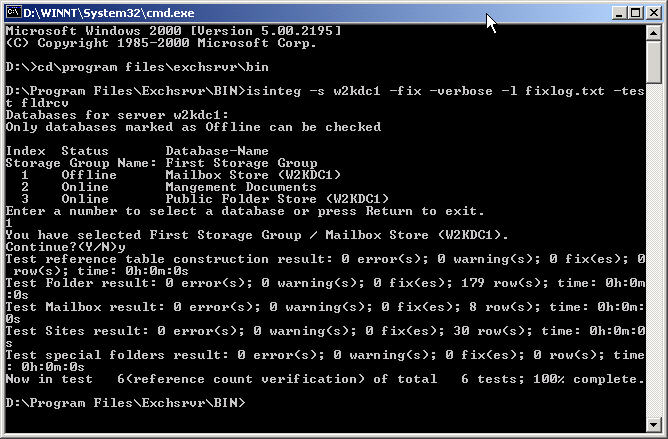 D:\WINNT\System32\cmd.exe
Microsoft Windows 2000 [Version 5.00.2195]
(C) Copyright 1985-2000 Microsoft Corp.
D:\>cd\program files\exchsrvr\bin
D:\Program Files\Exchsrvr\BIN>isinteg -s w2kdc1 -fix -verbose -l fixlog.txt -tes
t fldrcv
Databases for server w2kdc1:
Only databases marked as Offline can be checked
Index  Status       Database-Name
Storage Group Name: First Storage Group
  1    Offline      Mailbox Store (W2KDC1)
  2    Online       Mangement Documents
  3    Online       Public Folder Store (W2KDC1)
Enter a number to select a database or press Return to exit.
1
You have selected First Storage Group / Mailbox Store (W2KDC1).
Continue?(Y/N)y
Test reference table construction result: 0 error(s); 0 warning(s); 0 fix(es); 0
 row(s); time: 0h:0m:0s
Test Folder result: 0 error(s); 0 warning(s); 0 fix(es); 179 row(s); time: 0h:0m
:0s
Test Mailbox result: 0 error(s); 0 warning(s); 0 fix(es); 8 row(s); time: 0h:0m:
0s
Test Sites result: 0 error(s); 0 warning(s); 0 fix(es); 30 row(s); time: 0h:0m:0
s
Test special folders result: 0 error(s); 0 warning(s); 0 fix(es); 0 row(s); time
: 0h:0m:0s
Now in test   6(reference count verification) of total   6 tests; 100% complete.
D:\Program Files\Exchsrvr\BIN>